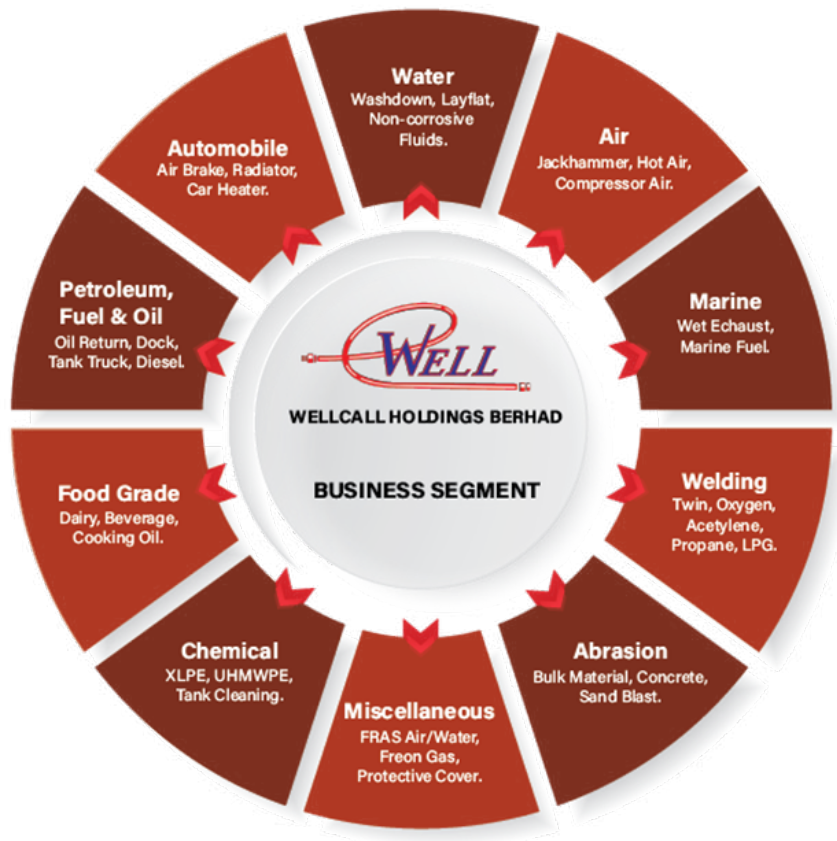 Water
Washdown, Layflat,
Non-corrosive
Fluids.
Air
Jackhammer, Hot Air,
Compressor Air.
Marine
Wet Echaust,
Marine Fuel.
Welding
Twin, Oxygen,
Acetylene,
Propane, LPG.
Abrasion
Bulk Material, Concrete,
Sand Blast.
Miscellaneous
FRAS Air/Water,
Freon Gas,
Protective Cover.
Chemical
XLPE, UHMWPE,
Tank Cleaning.
Food Grade
Dairy, Beverage,
Cooking Oil.
Petroleum,
Fuel & Oil
Oil Return, Dock,
Tank Truck, Diesel.
Automobile
Air Brake, Radiator,
Car Heater.
WELL
WELLCALL HOLDINGS BERHAD
BUSINESS SEGMENT